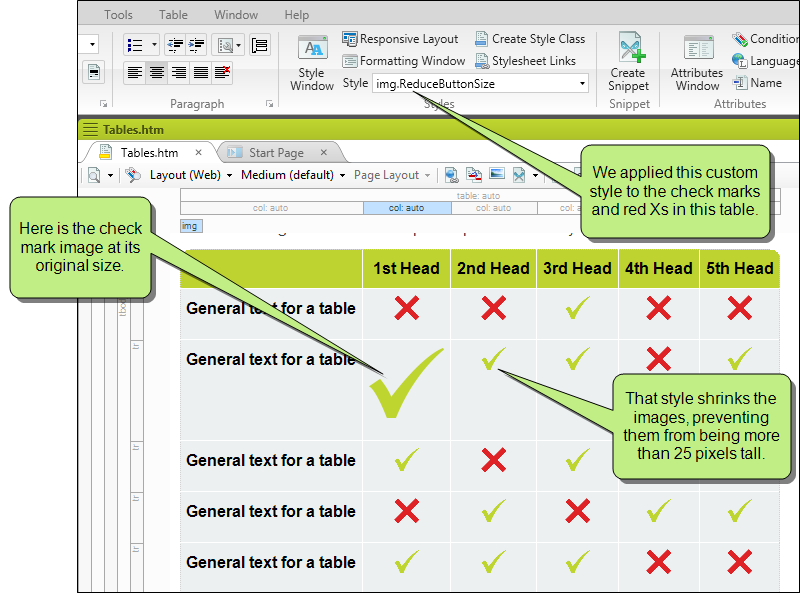 Tools Table Window Help
Responsive Layout Create Style Class Condition
Formatting Window Stylesheet Links Language
Style Window
Style img.ReduceButtonSize
Create Snippet
Attributes Window
Name
Paragraph Styles Snippet Attributes
Tables.htm
Tables.htm × Start Page ×
Layout (Web) Medium (default) Page Layout
We applied this custom
style to the check marks
and red Xs in this table.
table: auto
col: auto col: auto col: auto col:
img
Here is the check
mark image at its
original size.
1st Head 2nd Head 3rd Head 4th Head 5th Head
General text for a table
tr
General text for a table
That style shrinks the
images, preventing
them from being more
than 25 pixels tall.
tr
General text for a table
tr
General text for a table
tr
General text for a table